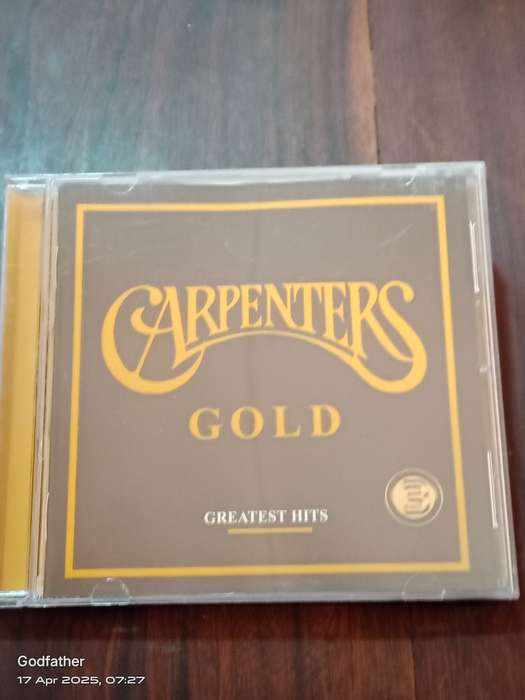 CARPENTERS
GOLD
GREATEST HITS
Godfather
17 Apr 2025, 07:27